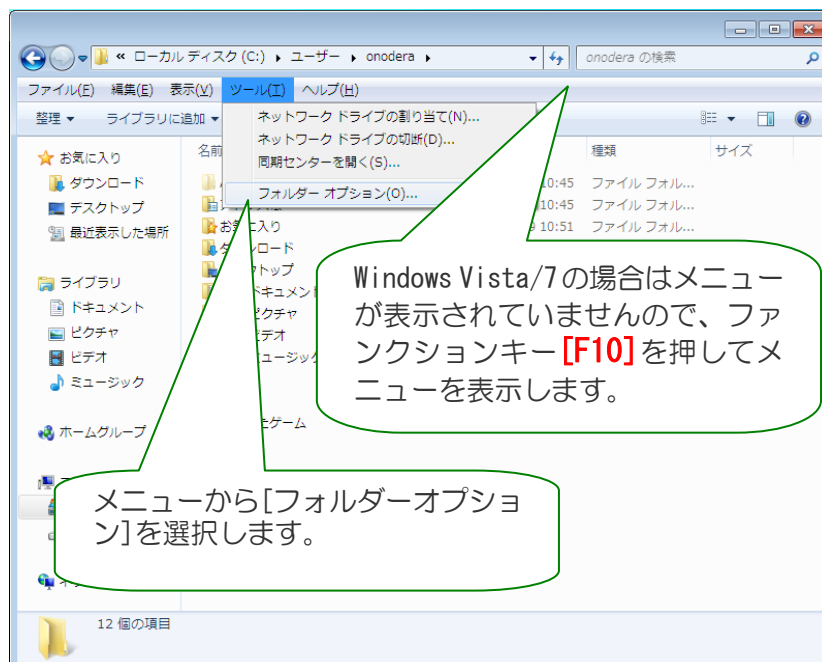 « ローカル ディスク (C:) ▸ ユーザー ▸ onodera ▸
onodera の検索
ファイル(F) 編集(E) 表示(V) ツール(T) ヘルプ(H)
整理 ▼ ライブラリに追加 ▼
ネットワーク ドライブの割り当て(N)...
ネットワーク ドライブの切断(D)...
同期センターを開く(S)...
フォルダー オプション(O)...
名前
種類
サイズ
10:45 ファイル フォル...
10:45 ファイル フォル...
10:51 ファイル フォル...
お気に入り
ダウンロード
デスクトップ
最近表示した場所
ライブラリ
ドキュメント
ピクチャ
ビデオ
ミュージック
ホームグループ
お気に入り
Windows Vista/7の場合はメニュー
が表示されていませんので、ファ
ンクションキー[F10]を押してメ
ニューを表示します。
メニューから[フォルダーオプショ
ン]を選択します。
12 個の項目